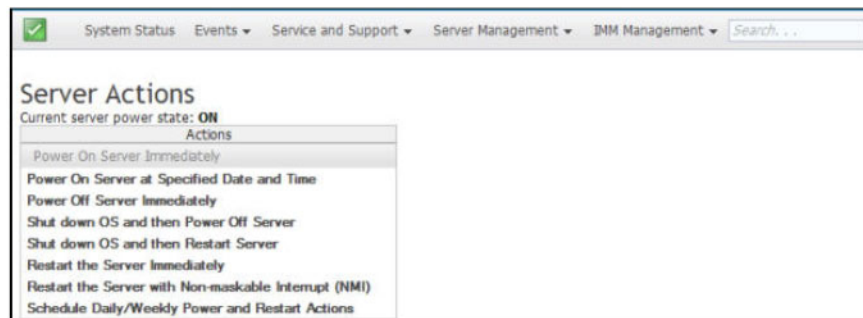 System Status Events Service and Support Server Management IMM Management Search...
Server Actions
Current server power state: ON
Actions
Power On Server Immediately
Power On Server at Specified Date and Time
Power Off Server Immediately
Shut down OS and then Power Off Server
Shut down OS and then Restart Server
Restart the Server Immediately
Restart the Server with Non-maskable Interrupt (NMI)
Schedule Daily/Weekly Power and Restart Actions